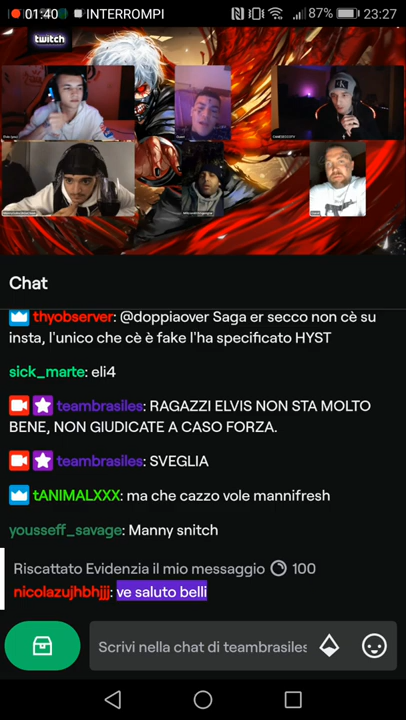 01:40 INTERROMPI 87% 23:27
twitch
Chat
thyobserver: @doppiaover Saga er secco non cè su
insta, l'unico che cè è fake l'ha specificato HYST
sick_marte: eli4
teambrasiles: RAGAZZI ELVIS NON STA MOLTO
BENE, NON GIUDICATE A CASO FORZA.
teambrasiles: SVEGLIA
tANIMALXXX: ma che cazzo vole mannifresh
yousseff_savage: Manny snitch
Riscattato Evidenzia il mio messaggio 100
nicolazujhbhjjj: ve saluto belli
Scrivi nella chat di teambrasiles